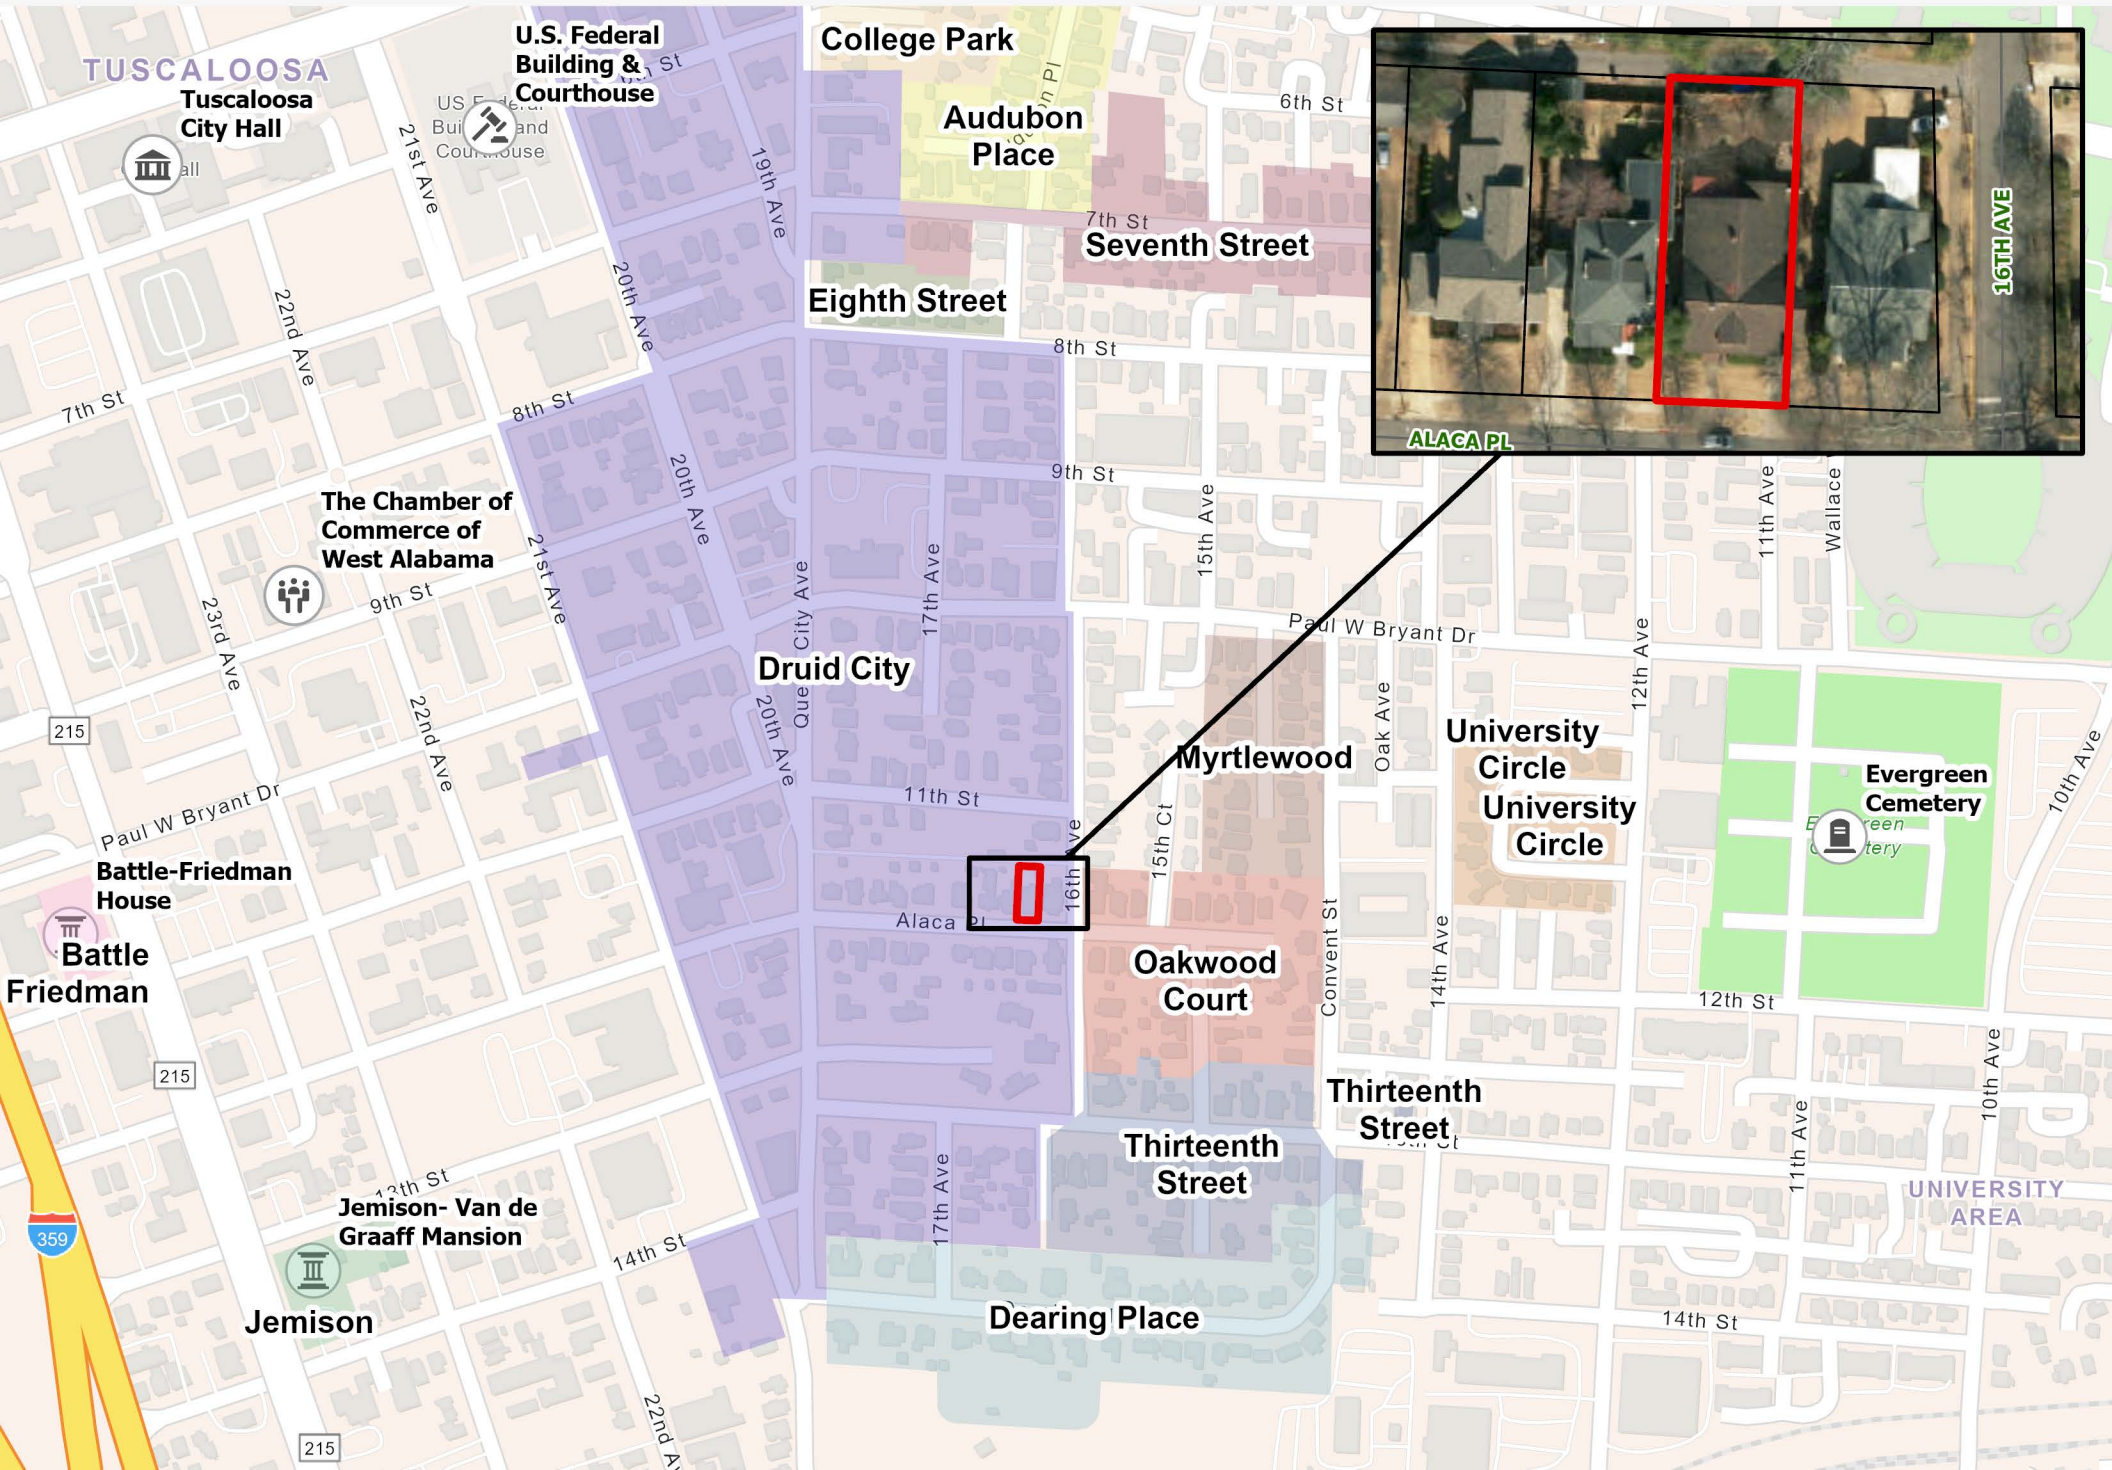 TUSCALOOSA
Tuscaloosa
City Hall
U.S. Federal
Building &
Courthouse
College Park
Audubon
Place
6th St
7th St
Seventh Street
Eighth Street
21st Ave
19th Ave
20th Ave
22nd Ave
7th St
8th St
8th St
9th St
20th Ave
16TH AVE
ALACA PL
The Chamber of
Commerce of
West Alabama
9th St
21st Ave
23rd Ave
22nd Ave
17th Ave
15th Ave
11th Ave
Wallace
12th Ave
Paul W Bryant Dr
Druid City
20th Ave
215
Paul W Bryant Dr
11th St
Myrtlewood
Oak Ave
University
Circle
University
Circle
Evergreen
Cemetery
10th Ave
Battle-Friedman
House
Battle
Friedman
Alaca Pl
16th Ave
15th Ct
Oakwood
Court
Convent St
14th Ave
12th St
215
Thirteenth
Street
Thirteenth
Street
10th Ave
11th Ave
UNIVERSITY
AREA
13th St
Jemison- Van de
Graaff Mansion
17th Ave
14th St
359
Jemison
Dearing Place
14th St
215
22nd Av